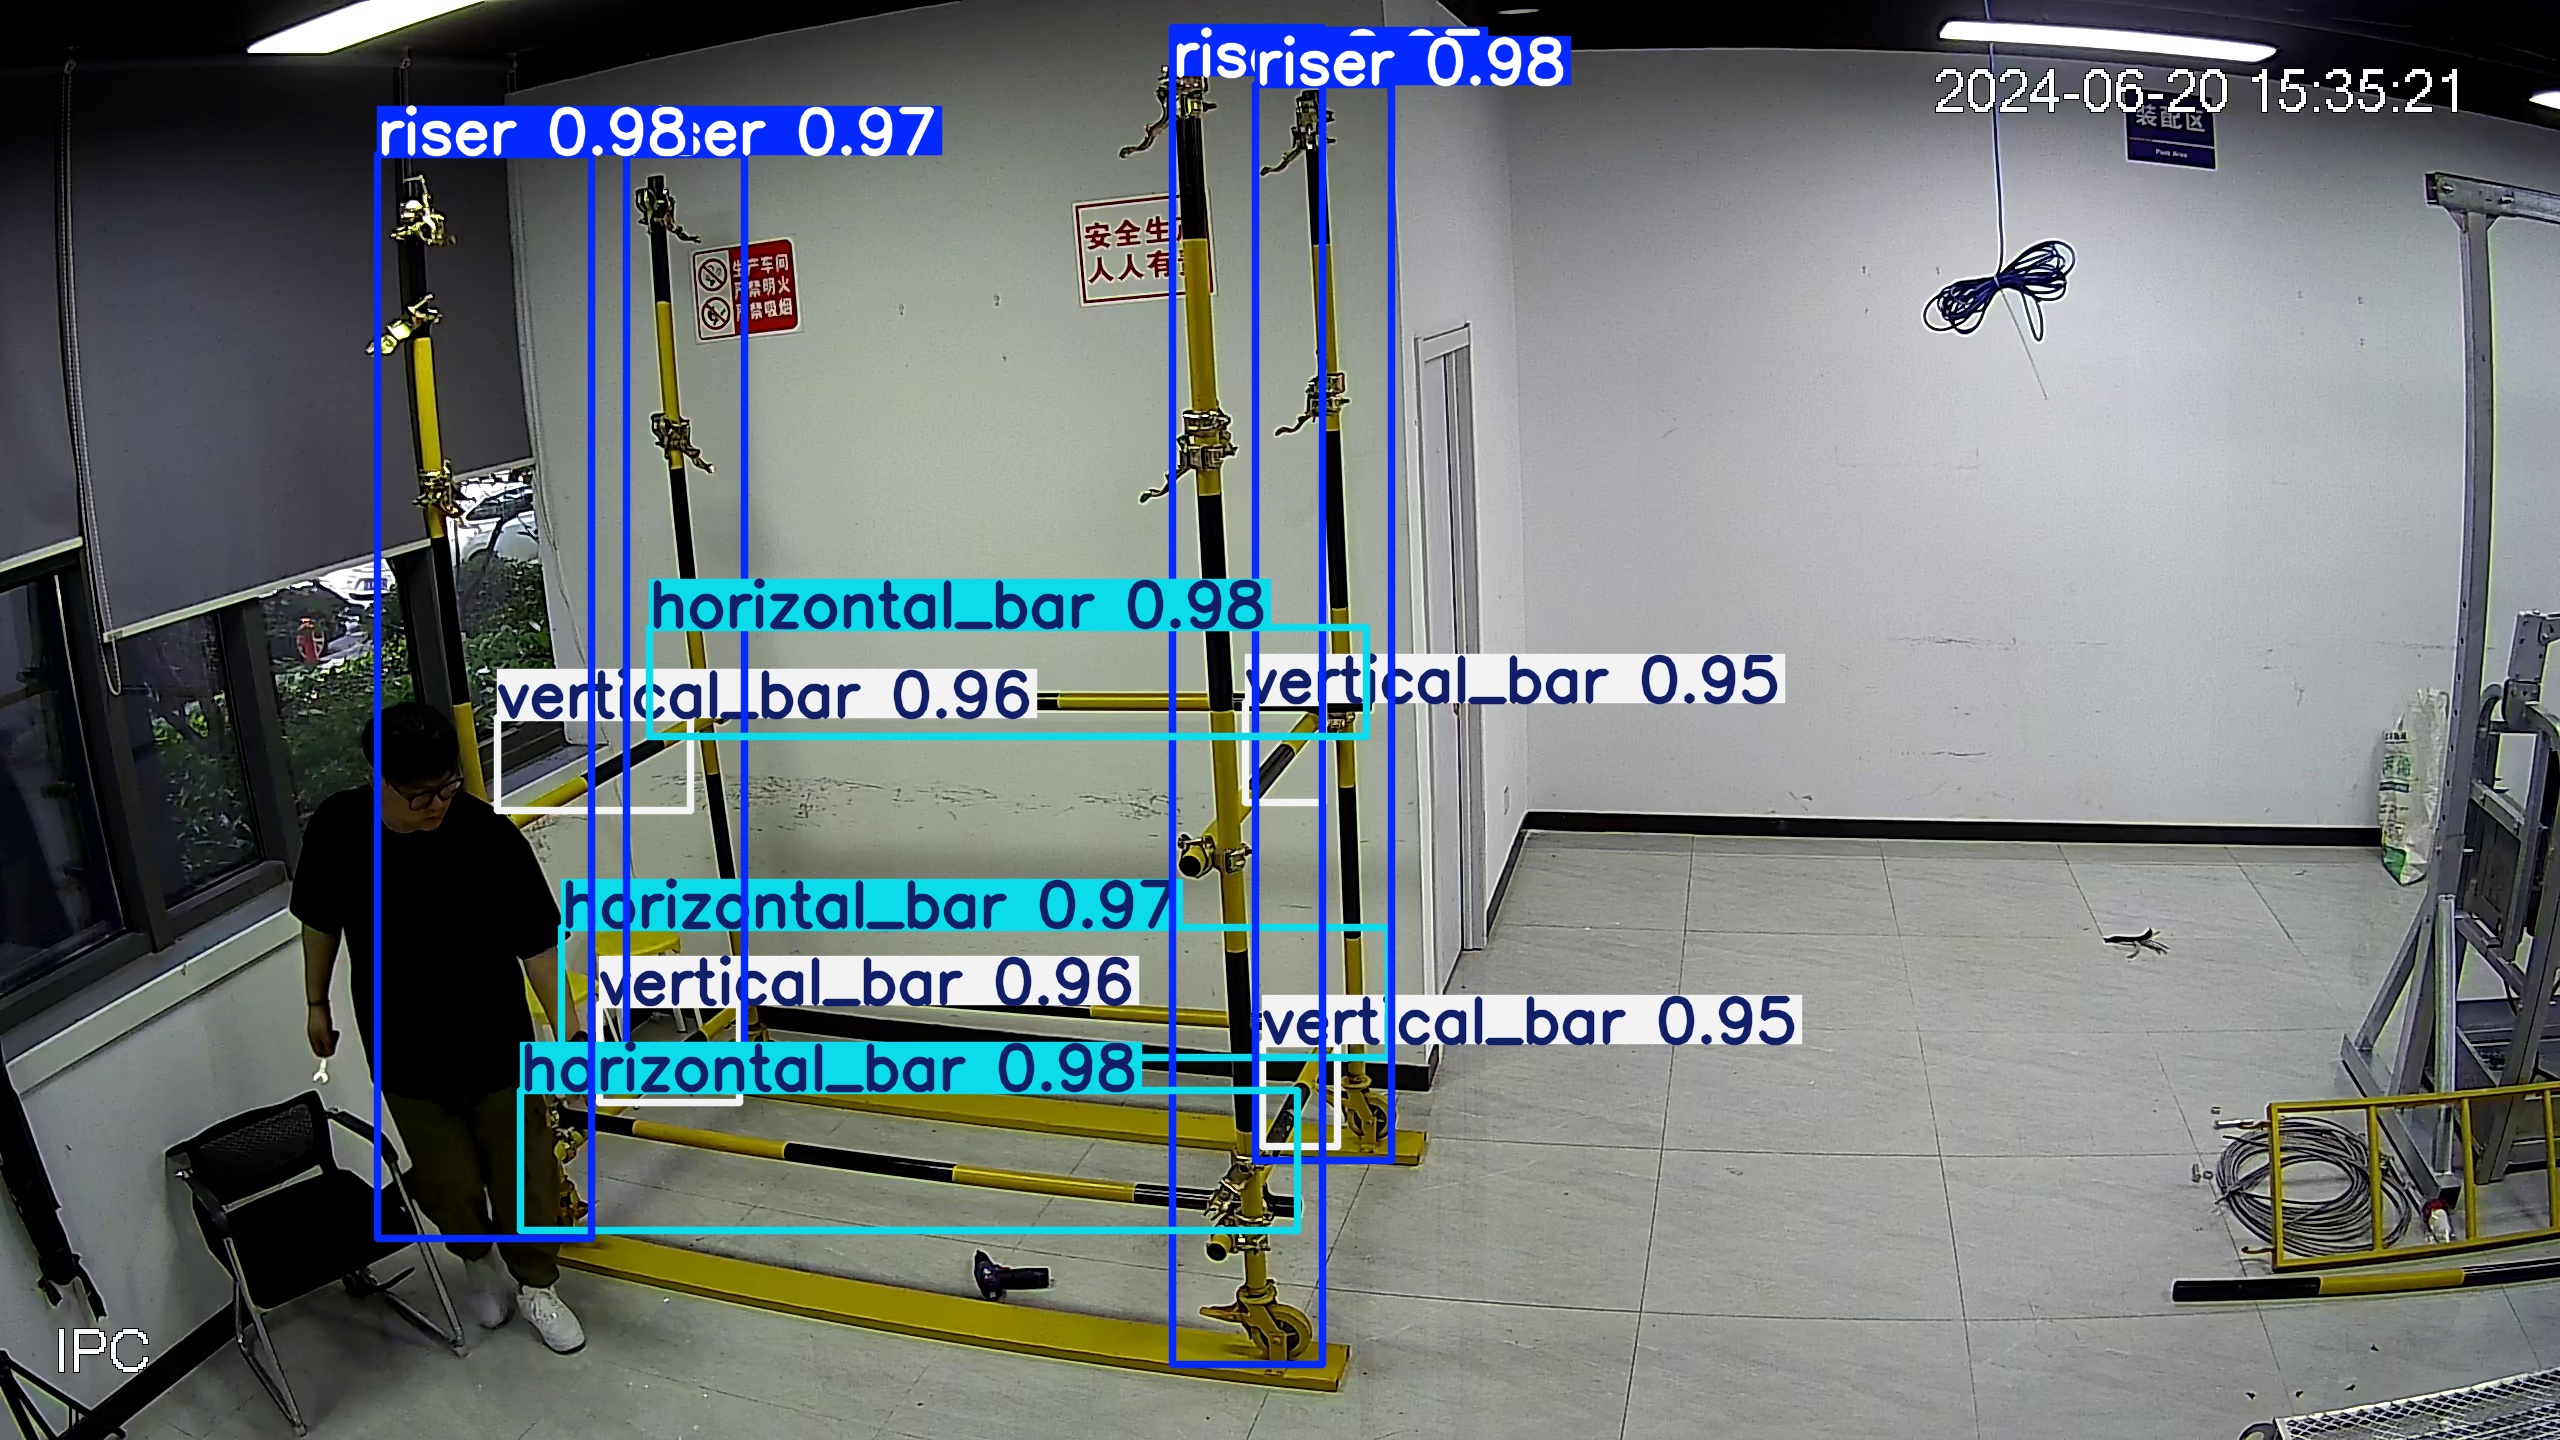 riser 0.98
riser 0.98
2024-06-20 15:35:21
装配区
riser 0.98
ser 0.97
安全生
人人有
生产车间
严禁明火
严禁吸烟
horizontal_bar 0.98
vertical_bar 0.96
vertical_bar 0.95
horizontal_bar 0.97
vertical_bar 0.96
vertical_bar 0.95
horizontal_bar 0.98
IPC